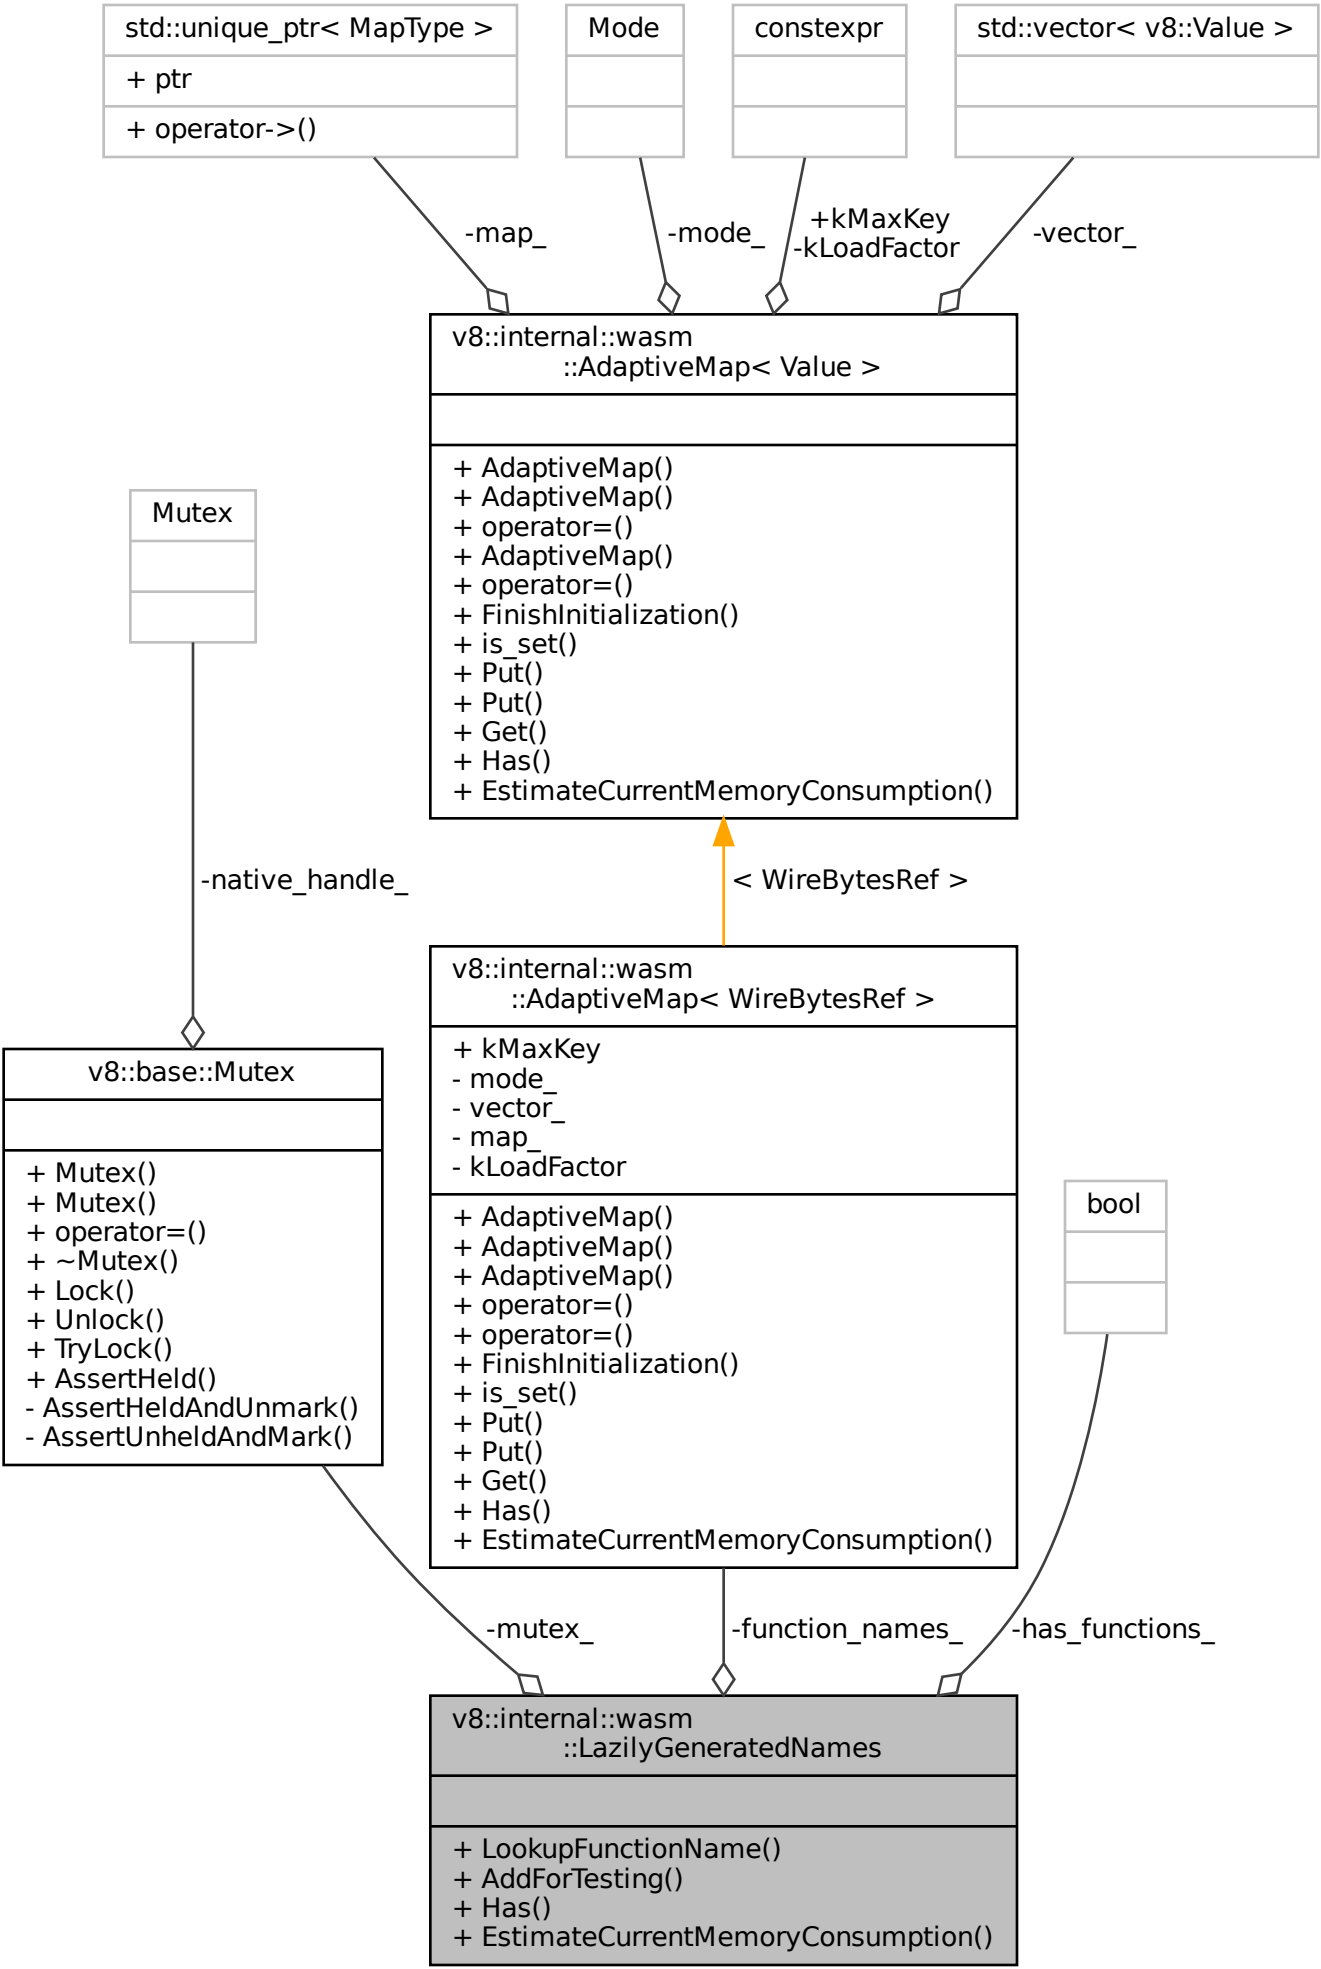 std::unique_ptr< MapType >
+ ptr
+ operator->()
Mode
constexpr
std::vector< v8::Value >
-map_
-mode_
+kMaxKey
-kLoadFactor
-vector_
v8::internal::wasm
::AdaptiveMap< Value >
+ AdaptiveMap()
+ AdaptiveMap()
+ operator=()
+ AdaptiveMap()
+ operator=()
+ FinishInitialization()
+ is_set()
+ Put()
+ Put()
+ Get()
+ Has()
+ EstimateCurrentMemoryConsumption()
Mutex
-native_handle_
< WireBytesRef >
v8::internal::wasm
::AdaptiveMap< WireBytesRef >
+ kMaxKey
- mode_
- vector_
- map_
- kLoadFactor
+ AdaptiveMap()
+ AdaptiveMap()
+ AdaptiveMap()
+ operator=()
+ operator=()
+ FinishInitialization()
+ is_set()
+ Put()
+ Put()
+ Get()
+ Has()
+ EstimateCurrentMemoryConsumption()
v8::base::Mutex
+ Mutex()
+ Mutex()
+ operator=()
+ ~Mutex()
+ Lock()
+ Unlock()
+ TryLock()
+ AssertHeld()
- AssertHeldAndUnmark()
- AssertUnheldAndMark()
bool
-mutex_
-function_names_
-has_functions_
v8::internal::wasm
::LazilyGeneratedNames
+ LookupFunctionName()
+ AddForTesting()
+ Has()
+ EstimateCurrentMemoryConsumption()